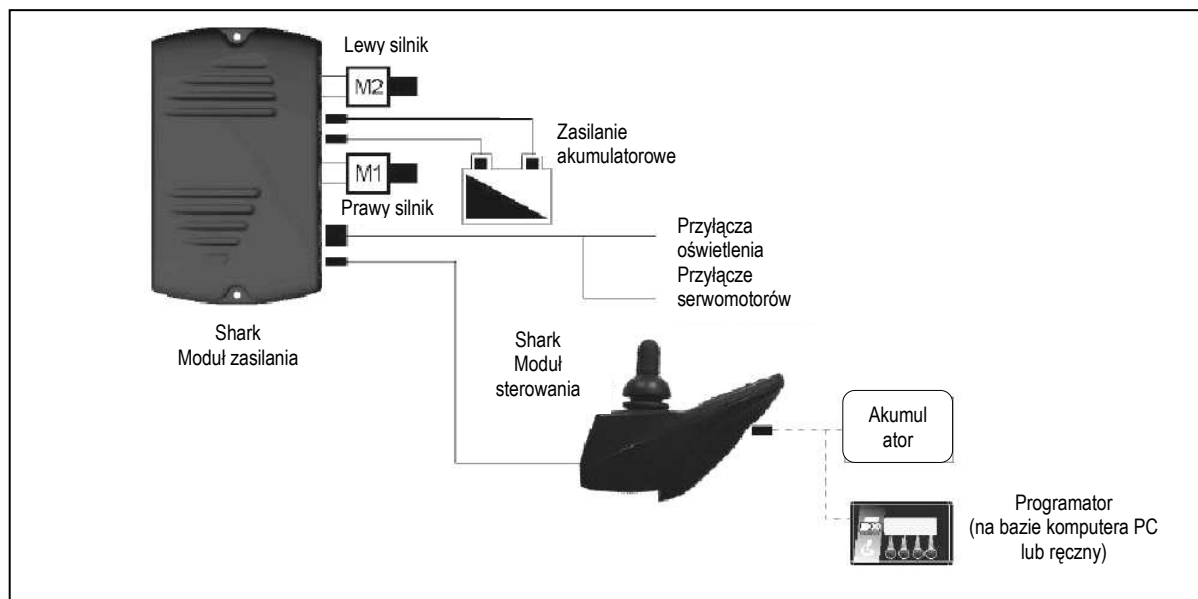 Lewy silnik
M2
Zasilanie
akumulatorowe
M1
Prawy silnik
Przyłącza
oświetlenia
Przyłącze
serwomotorów
Shark
Moduł zasilania
Shark
Moduł
sterowania
Akumul
ator
Programator
(na bazie komputera PC
lub ręczny)